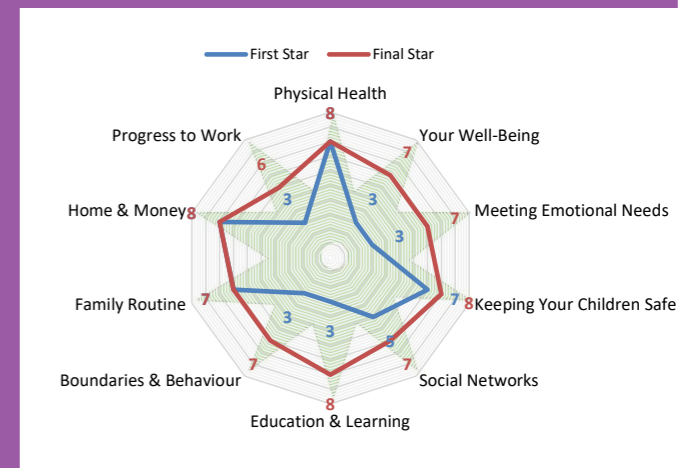 First Star Final Star
Physical Health
8
Progress to Work Your Well-Being
6 7
3 3
Home & Money 8 7 Meeting Emotional Needs
3
Family Routine 7 7 8 Keeping Your Children Safe
3 3 5
Boundaries & Behaviour 7 7 Social Networks
8
Education & Learning